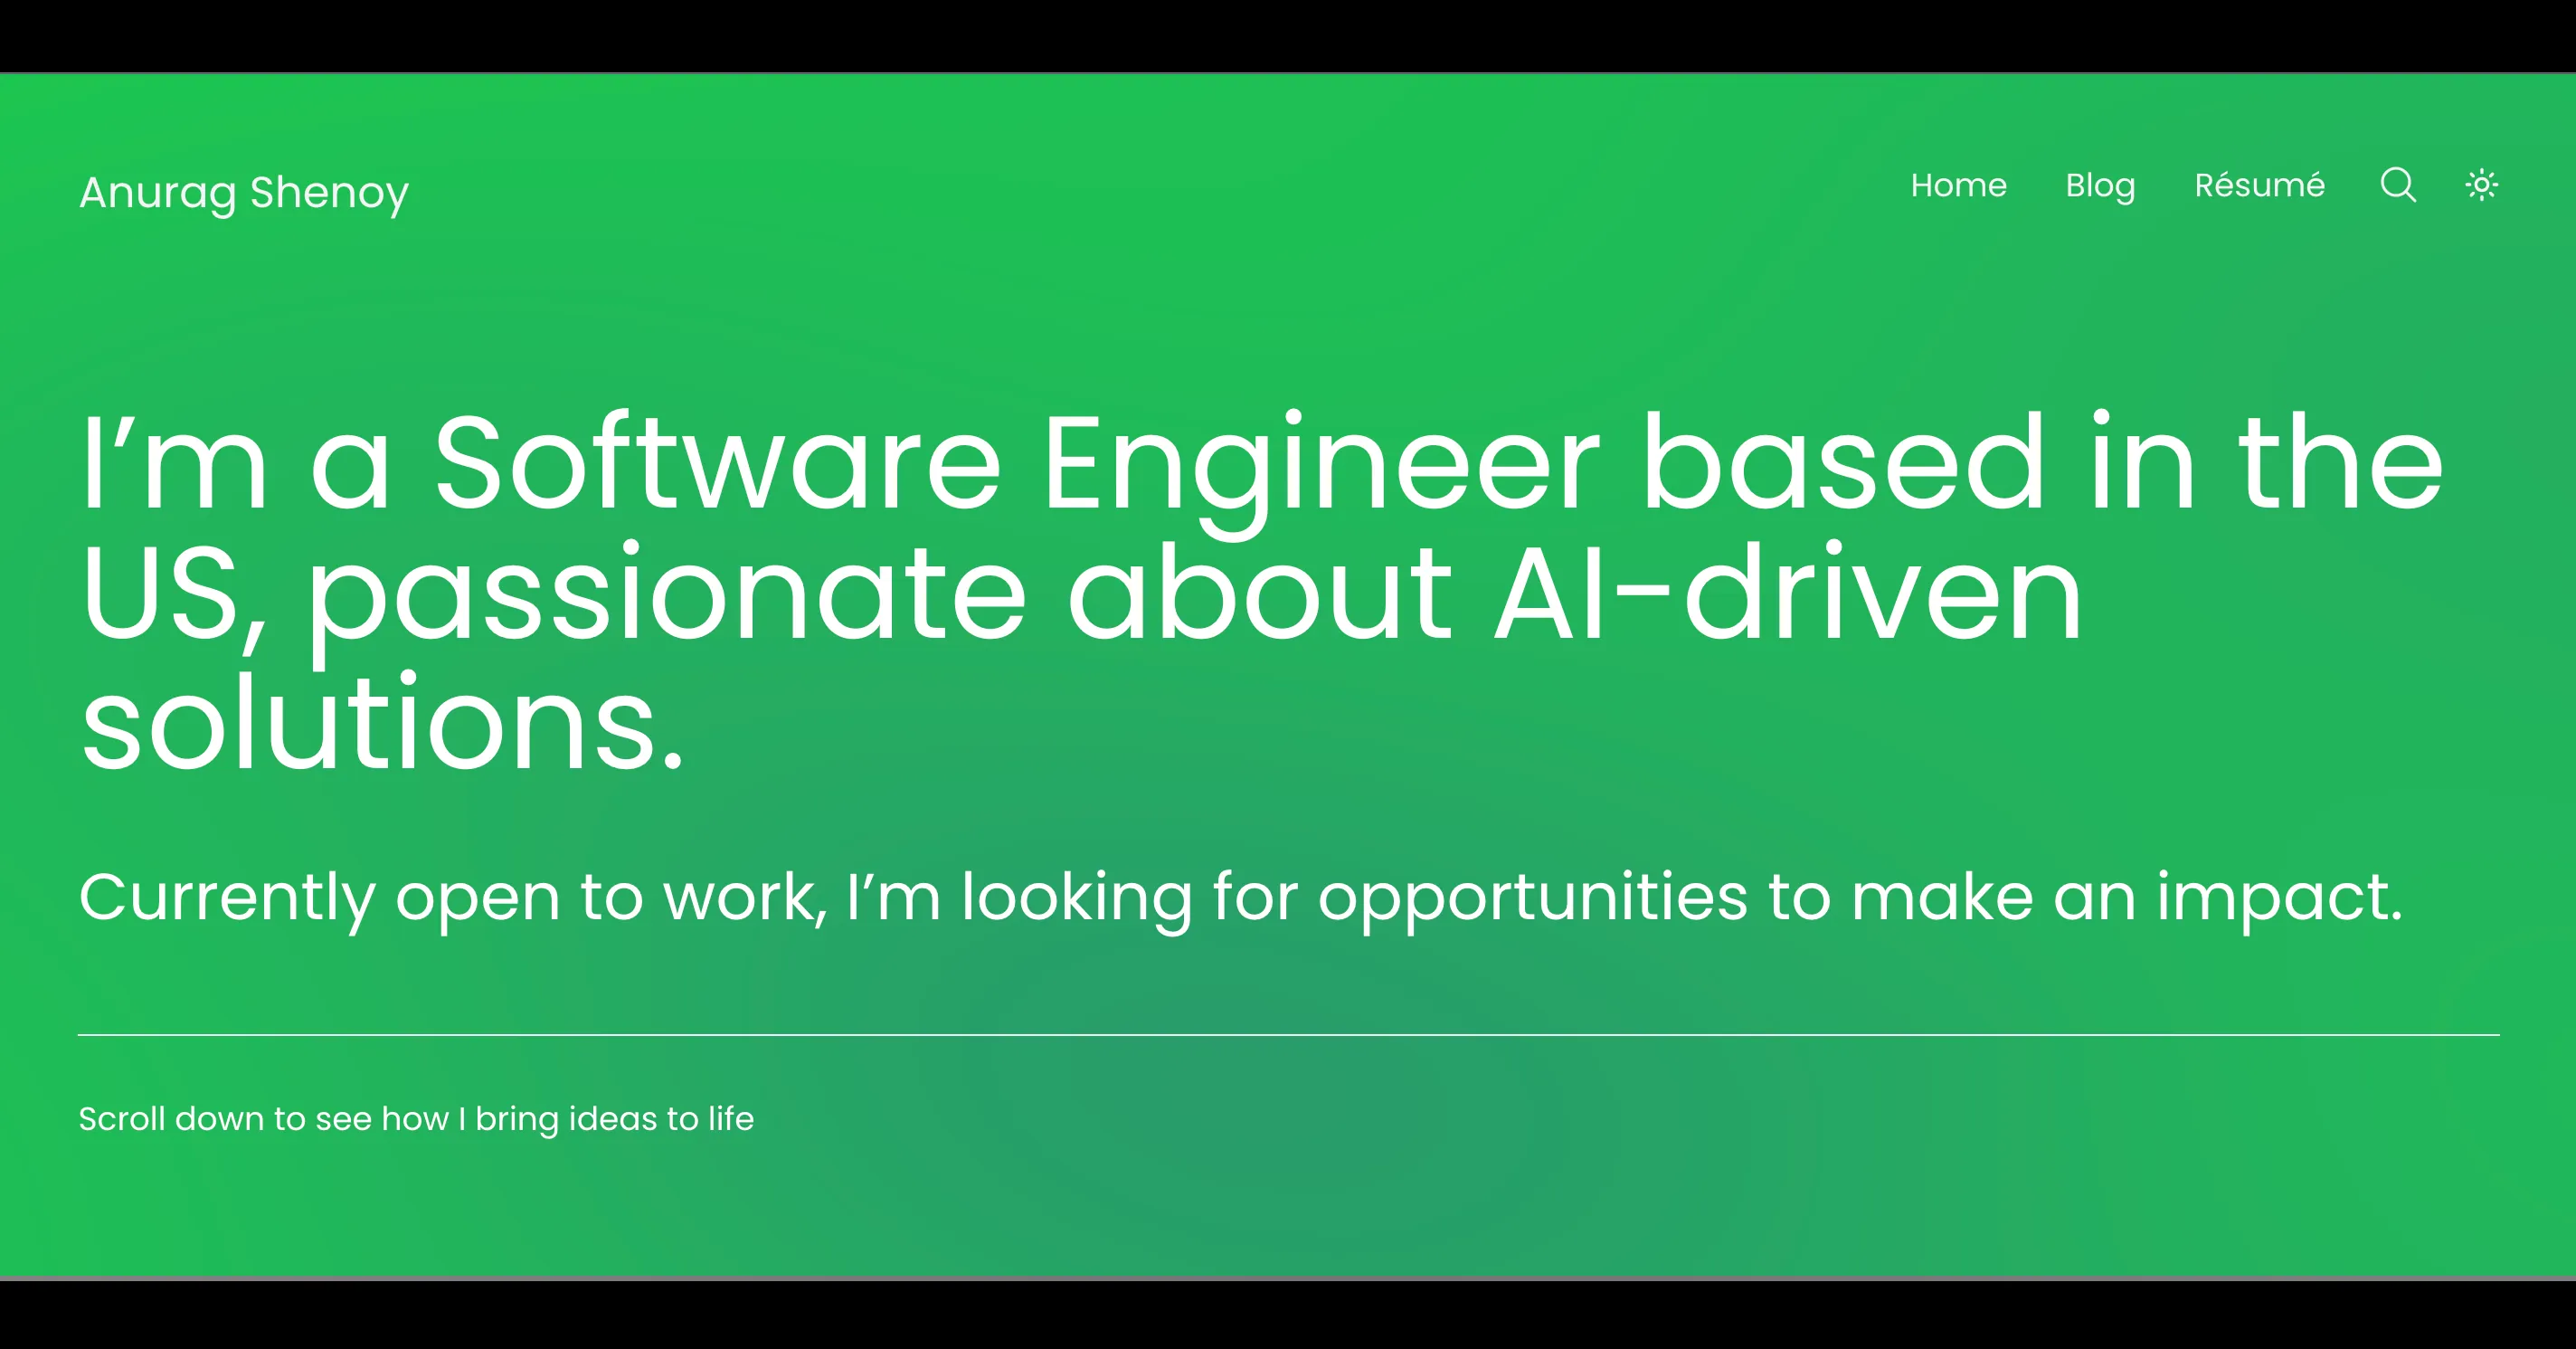 Anurag Shenoy
Home Blog Résumé
I’m a Software Engineer based in the
US, passionate about AI-driven
solutions.
Currently open to work, I’m looking for opportunities to make an impact.
Scroll down to see how I bring ideas to life